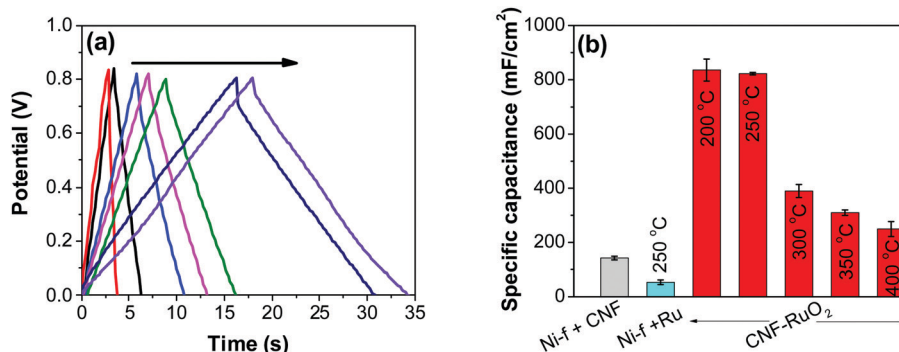 (a)
Potential (V)
1.0
0.8
0.6
0.4
0.2
0.0
0 5 10 15 20 25 30 35
Time (s)
(b)
Specific capacitance (mF/cm²)
1000
800
600
400
200
0
250 °C
200 °C
250 °C
300 °C
350 °C
400 °C
Ni-f + CNF
Ni-f +Ru
CNF-RuO₂